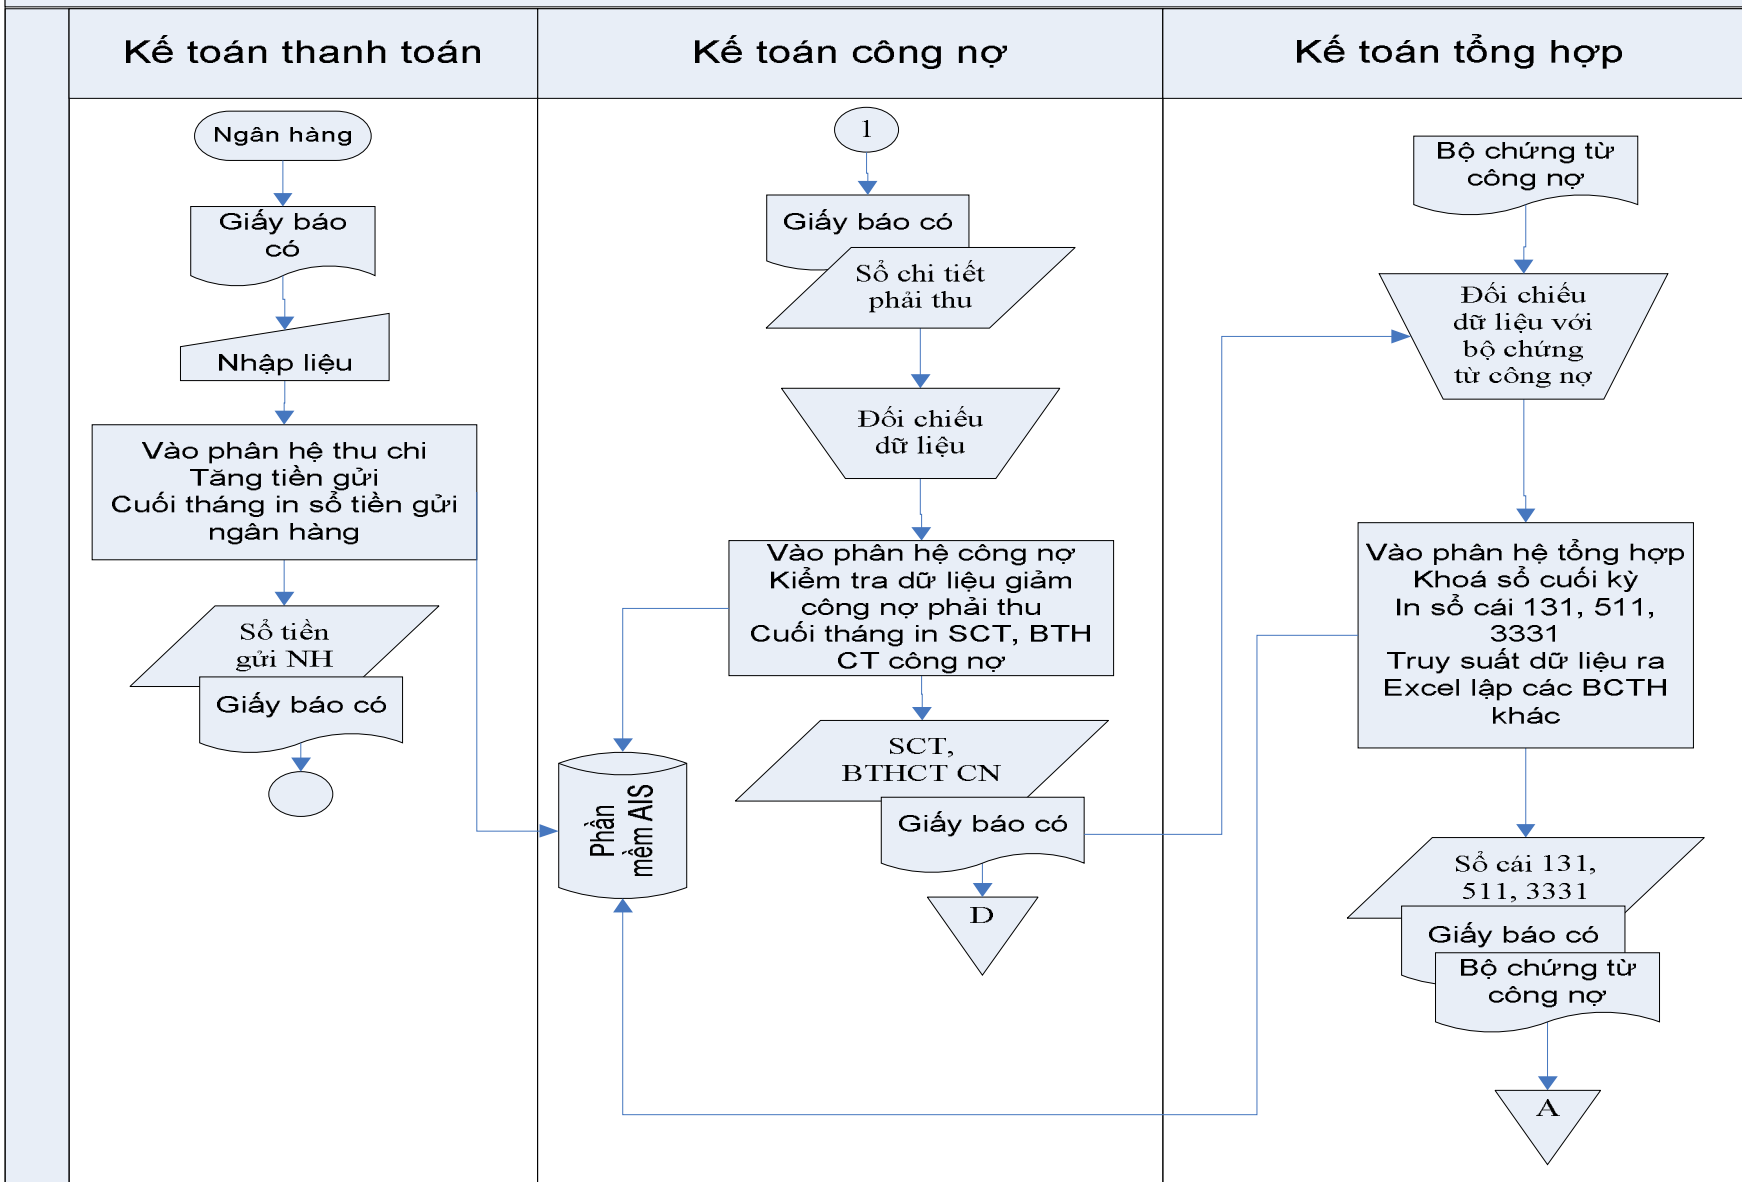 Kế toán thanh toán
Kế toán công nợ
Kế toán tổng hợp
Ngân hàng
Giấy báo
có
Nhập liệu
Vào phân hệ thu chi
Tăng tiền gửi
Cuối tháng in sổ tiền gửi
ngân hàng
Sổ tiền
gửi NH
Giấy báo có
1
Giấy báo có
Sổ chi tiết
phải thu
Đối chiếu
dữ liệu
Vào phân hệ công nợ
Kiểm tra dữ liệu giảm
công nợ phải thu
Cuối tháng in SCT, BTH
CT công nợ
SCT,
BTHCT CN
Giấy báo có
D
Phần
mềm AIS
Bộ chứng từ
công nợ
Đối chiếu
dữ liệu với
bộ chứng
từ công nợ
Vào phân hệ tổng hợp
Khoá sổ cuối kỳ
In sổ cái 131, 511,
3331
Truy suất dữ liệu ra
Excel lập các BCTH
khác
Sổ cái 131,
511, 3331
Giấy báo có
Bộ chứng từ
công nợ
A